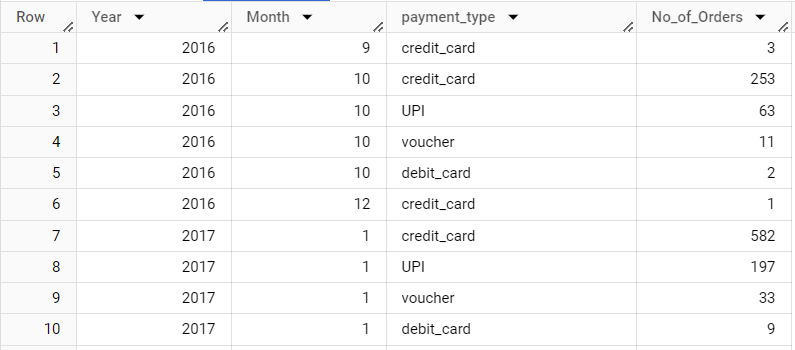 Row Year Month payment_type No_of_Orders
1 2016 9 credit_card 3
2 2016 10 credit_card 253
3 2016 10 UPI 63
4 2016 10 voucher 11
5 2016 10 debit_card 2
6 2016 12 credit_card 1
7 2017 1 credit_card 582
8 2017 1 UPI 197
9 2017 1 voucher 33
10 2017 1 debit_card 9